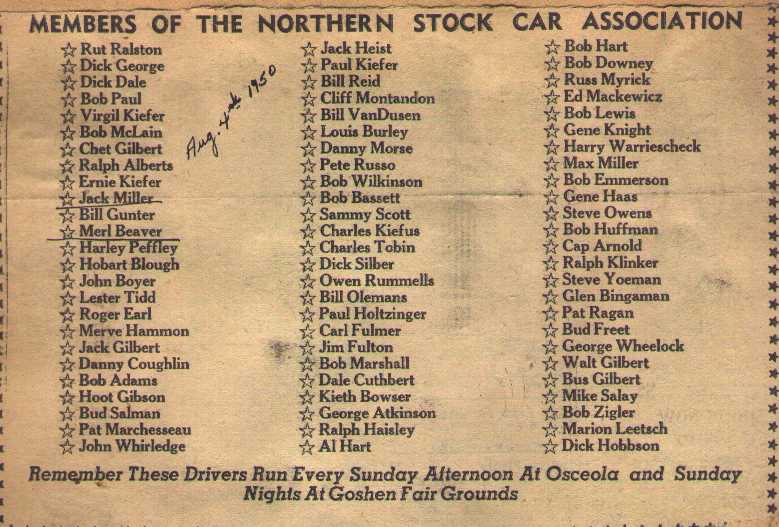 MEMBERS OF THE NORTHERN STOCK CAR ASSOCIATION
☆ Rut Ralston
☆ Dick George
☆ Dick Dale
☆ Bob Paul
☆ Virgil Kiefer
☆ Bob McLain
☆ Chet Gilbert
☆ Ralph Alberts
☆ Ernie Kiefer
☆ Jack Miller
☆ Bill Gunter
☆ Merl Beaver
☆ Harley Peffley
☆ Hobart Blough
☆ John Boyer
☆ Lester Tidd
☆ Roger Earl
☆ Merve Hammon
☆ Jack Gilbert
☆ Danny Coughlin
☆ Bob Adams
☆ Hoot Gibson
☆ Bud Salman
☆ Pat Marchesseau
☆ John Whirledge
Aug. 4th 1950
☆ Jack Heist
☆ Paul Kiefer
☆ Bill Reid
☆ Cliff Montandon
☆ Bill VanDusen
☆ Louis Burley
☆ Danny Morse
☆ Pete Russo
☆ Bob Wilkinson
☆ Bob Bassett
☆ Sammy Scott
☆ Charles Kiefus
☆ Charles Tobin
☆ Dick Silber
☆ Owen Rummells
☆ Bill Olemans
☆ Paul Holtzinger
☆ Carl Fulmer
☆ Jim Fulton
☆ Bob Marshall
☆ Dale Cuthbert
☆ Kieth Bowser
☆ George Atkinson
☆ Ralph Haisley
☆ Al Hart
☆ Bob Hart
☆ Bob Downey
☆ Russ Myrick
☆ Ed Mackewicz
☆ Bob Lewis
☆ Gene Knight
☆ Harry Warriescheck
☆ Max Miller
☆ Bob Emmerson
☆ Gene Haas
☆ Steve Owens
☆ Bob Huffman
☆ Cap Arnold
☆ Ralph Klinker
☆ Steve Yoeman
☆ Glen Bingaman
☆ Pat Ragan
☆ Bud Freet
☆ George Wheelock
☆ Walt Gilbert
☆ Bus Gilbert
☆ Mike Salay
☆ Bob Zigler
☆ Marion Leetsch
☆ Dick Hobbson
Remember These Drivers Run Every Sunday Afternoon At Osceola and Sunday
Nights At Goshen Fair Grounds